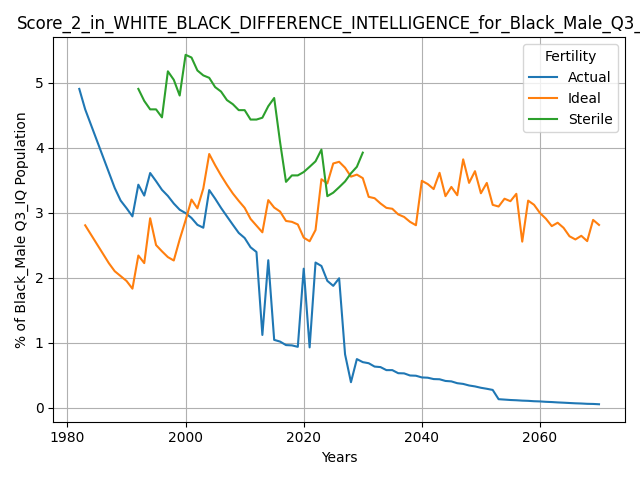 Score_2_in_WHITE_BLACK_DIFFERENCE_INTELLIGENCE_for_Black_Male_Q3_
Fertility
Actual
Ideal
Sterile
% of Black_Male Q3_IQ Population
5
4
3
2
1
0
1980 2000 2020 2040 2060
Years